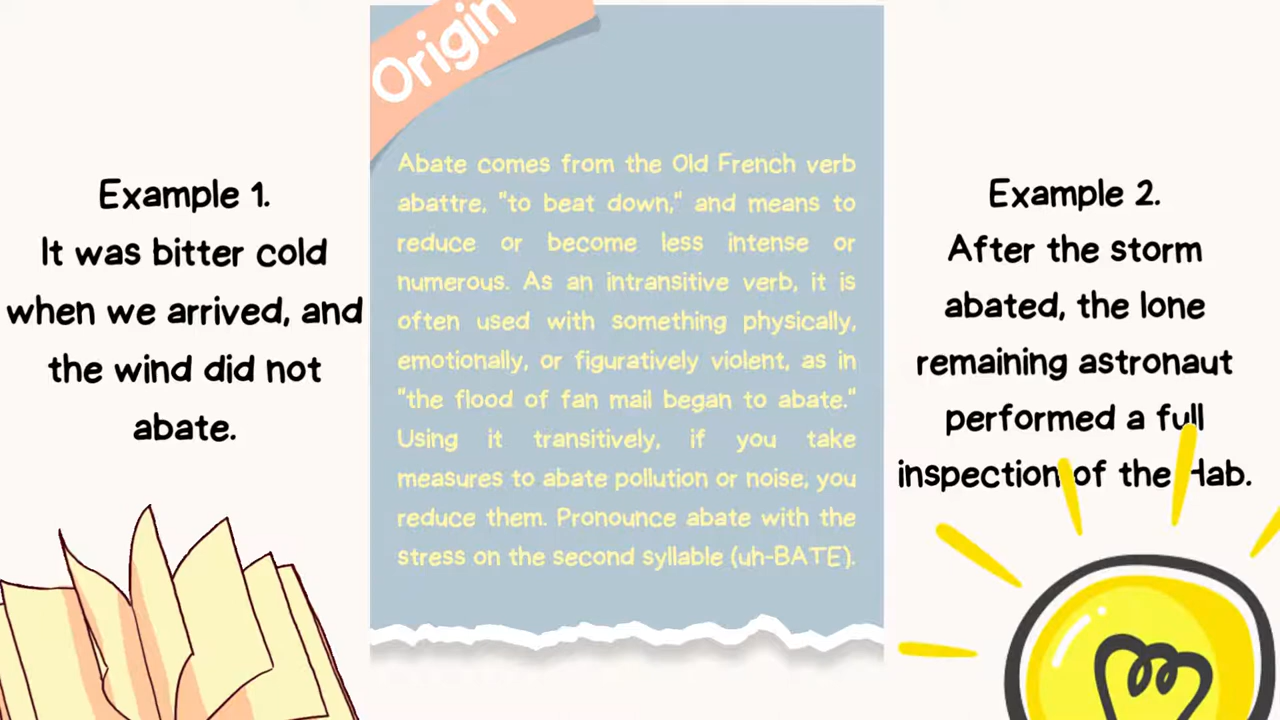 Origin
Example 1.
It was bitter cold
when we arrived, and
the wind did not
abate.
Abate comes from the Old French verb
abattre, "to beat down," and means to
reduce or become less intense or
numerous. As an intransitive verb, it is
often used with something physically,
emotionally, or figuratively violent, as in
"the flood of fan mail began to abate."
Using it transitively, if you take
measures to abate pollution or noise, you
reduce them. Pronounce abate with the
stress on the second syllable (uh-BATE).
Example 2.
After the storm
abated, the lone
remaining astronaut
performed a full
inspection of the Hab.